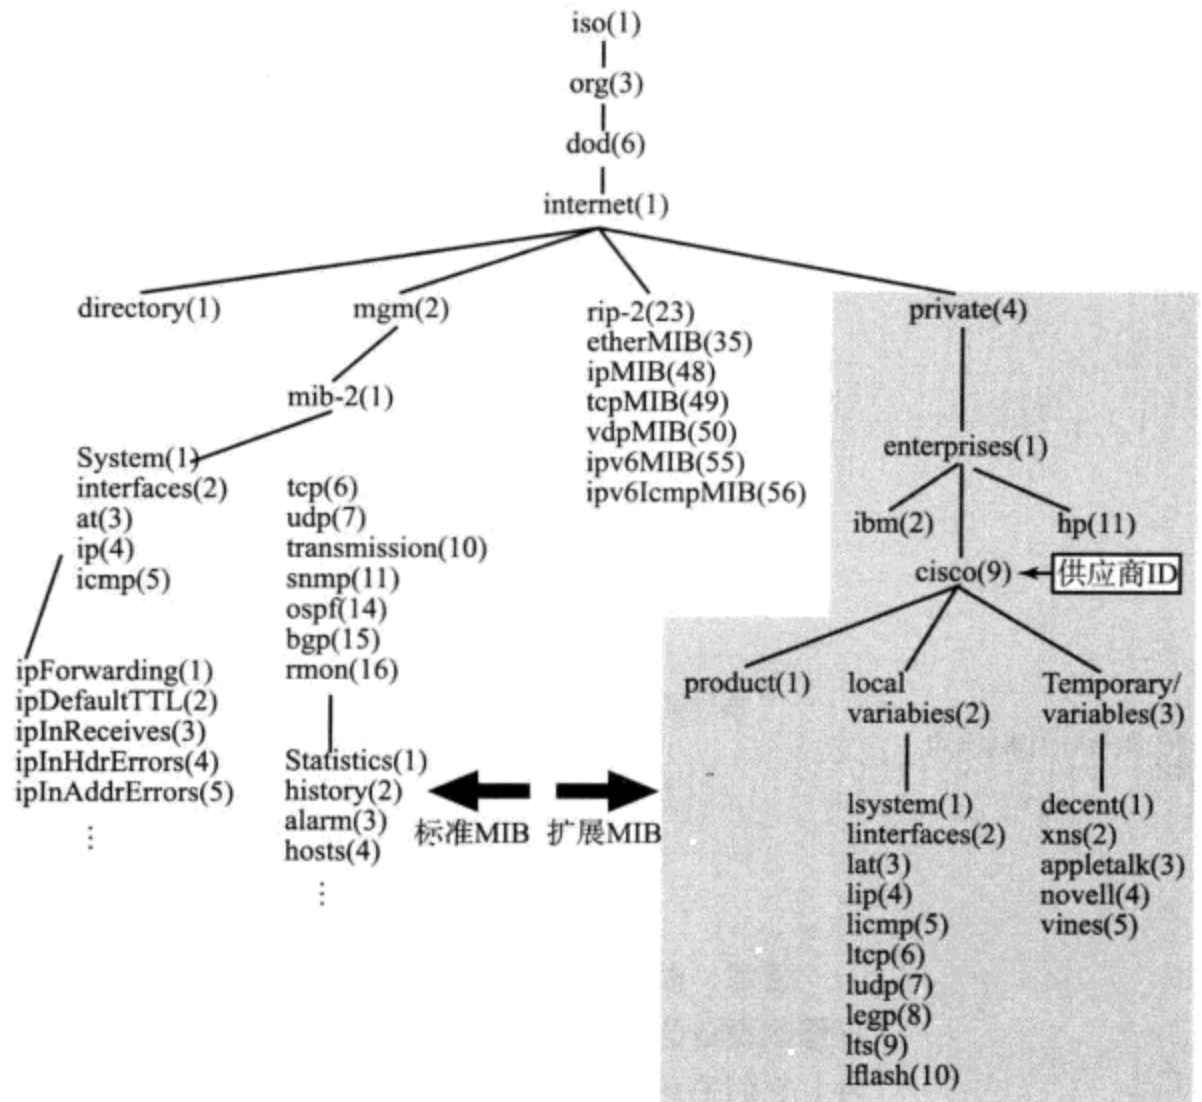 iso(1)
org(3)
dod(6)
internet(1)
directory(1)
mgm(2)
rip-2(23)
etherMIB(35)
ipMIB(48)
tcpMIB(49)
vdpMIB(50)
ipv6MIB(55)
ipv6IcmpMIB(56)
private(4)
mib-2(1)
enterprises(1)
ibm(2)
hp(11)
cisco(9)
供应商ID
System(1)
interfaces(2)
at(3)
ip(4)
icmp(5)
tcp(6)
udp(7)
transmission(10)
snmp(11)
ospf(14)
bgp(15)
rmon(16)
ipForwarding(1)
ipDefaultTTL(2)
ipInReceives(3)
ipInHdrErrors(4)
ipInAddrErrors(5)
⋮
Statistics(1)
history(2)
alarm(3)
hosts(4)
⋮
标准MIB
扩展MIB
product(1)
local
variabies(2)
Temporary/
variables(3)
lsystem(1)
linterfaces(2)
lat(3)
lip(4)
licmp(5)
ltcp(6)
ludp(7)
legp(8)
lts(9)
lflash(10)
decent(1)
xns(2)
appletalk(3)
novell(4)
vines(5)